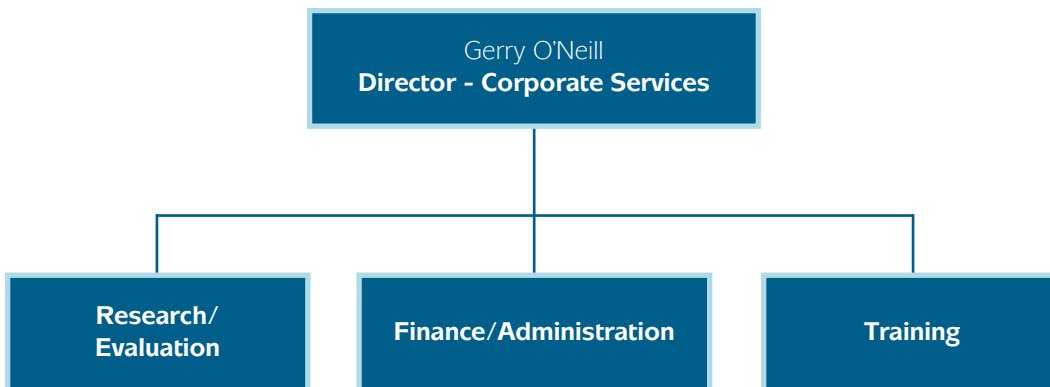 Gerry O’Neill
Director - Corporate Services
Research/
Evaluation
Finance/Administration
Training